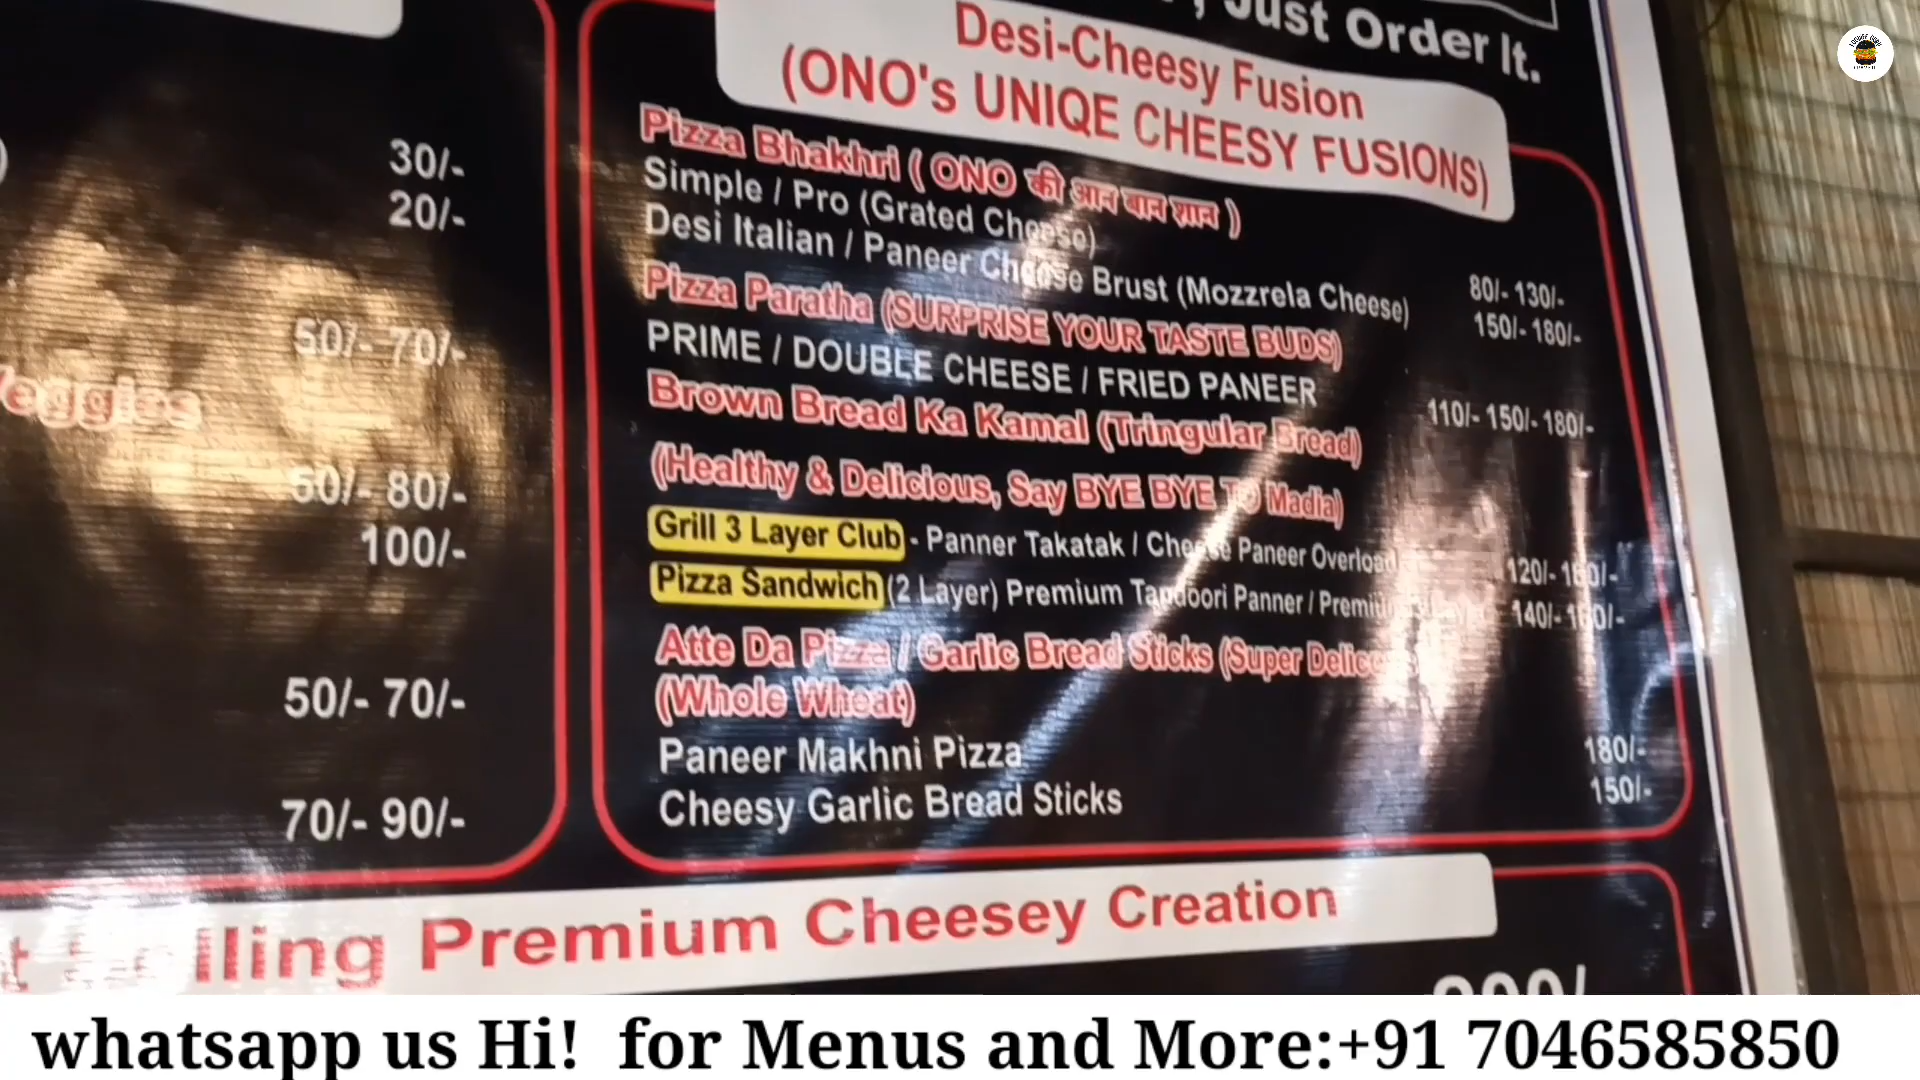 , Just Order It.
Desi-Cheesy Fusion
(ONO's UNIQE CHEESY FUSIONS)
Pizza Bhakhri ( ONO की आन बान शान )
Simple / Pro (Grated Cheese) 80/- 130/-
Desi Italian / Paneer Cheese Brust (Mozzrela Cheese) 150/- 180/-
Pizza Paratha (SURPRISE YOUR TASTE BUDS)
PRIME / DOUBLE CHEESE / FRIED PANEER 110/- 150/- 180/-
Brown Bread Ka Kamal (Tringular Bread)
(Healthy & Delicious, Say BYE BYE TO Madia)
Grill 3 Layer Club - Panner Takatak / Cheese Paneer Overload 120/-
Pizza Sandwich (2 Layer) Premium Tandoori Panner / 140/-
Atte Da Pizza / Garlic Bread Sticks (Super
(Whole Wheat)
Paneer Makhni Pizza 180/-
Cheesy Garlic Bread Sticks 150/-
30/-
20/-
50/- 70/-
Veggies
50/- 80/-
100/-
50/- 70/-
70/- 90/-
Premium Cheesey Creation
whatsapp us Hi! for Menus and More:+91 7046585850